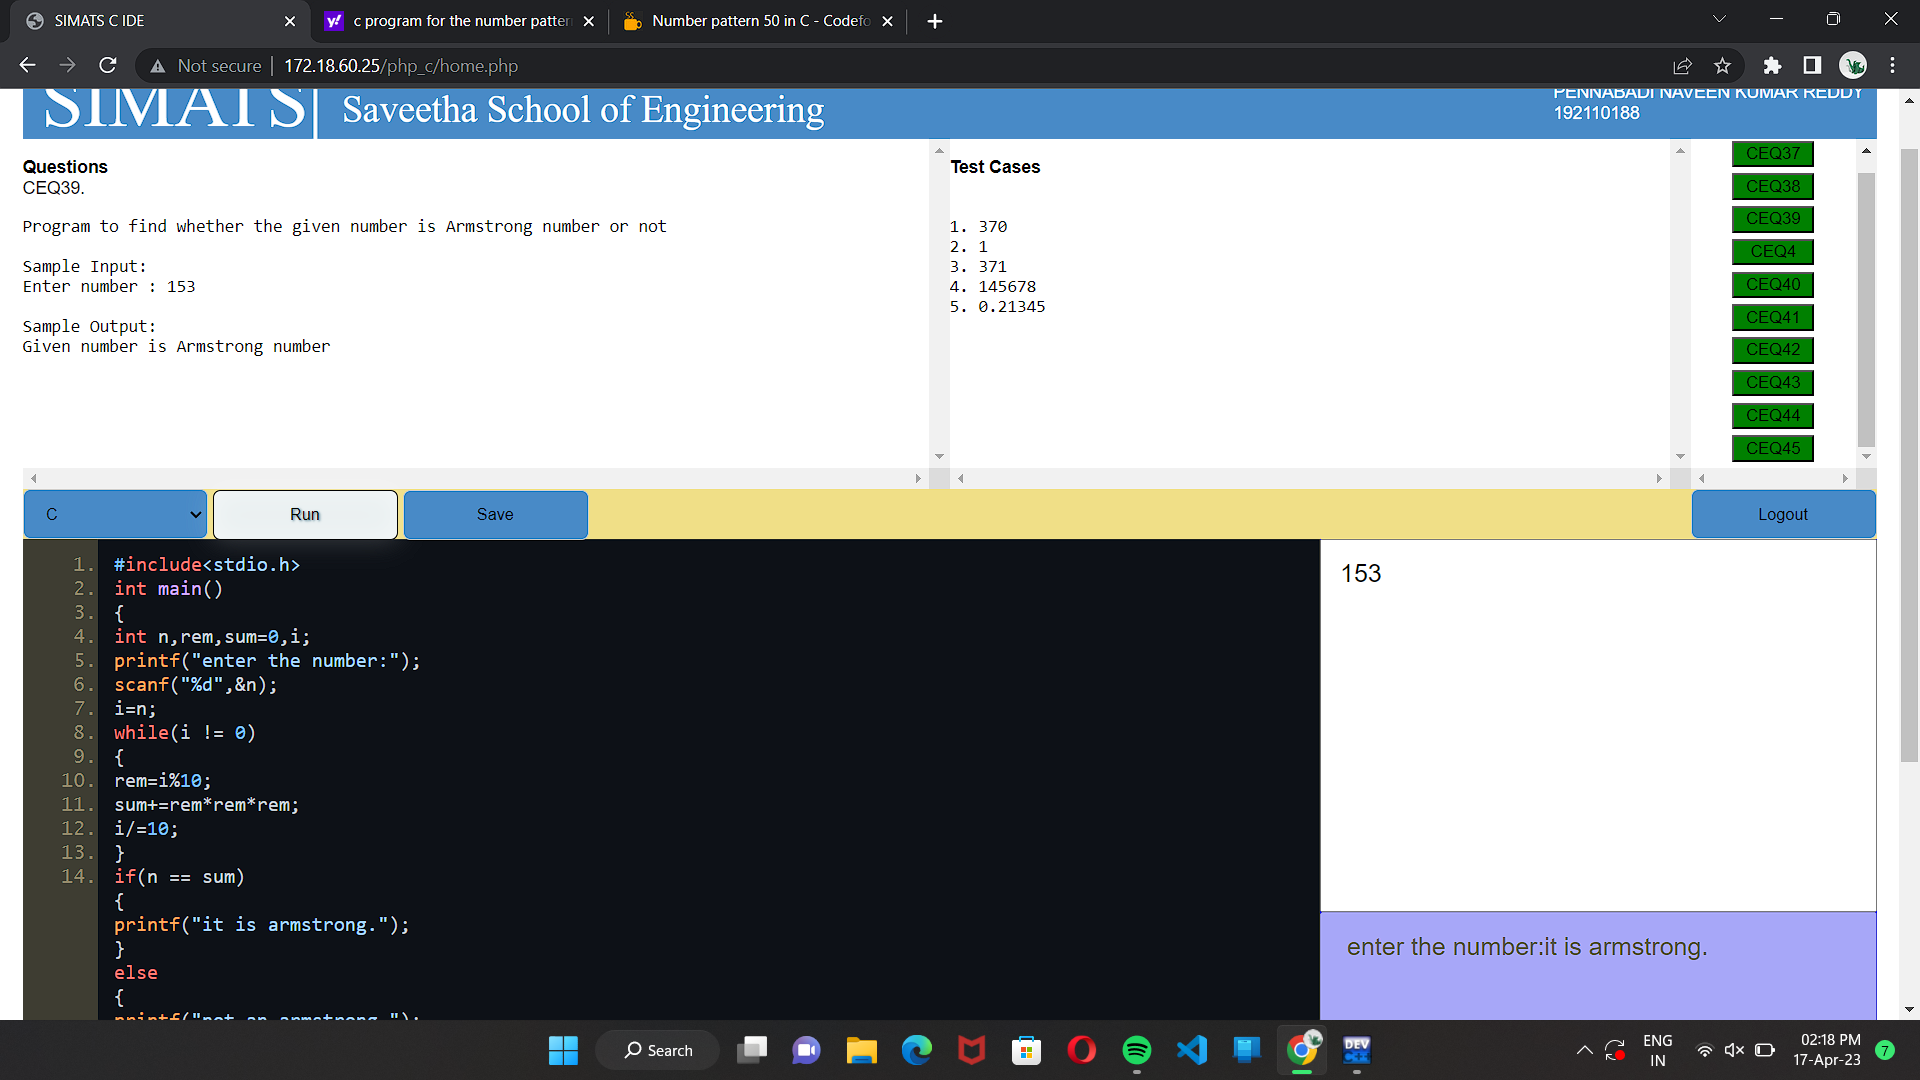 SIMATS C IDE
c program for the number patter
Number pattern 50 in C - Codefo
Not secure
172.18.60.25/php_c/home.php
SIMATS
Saveetha School of Engineering
PENNABADI NAVEEN KUMAR REDDY
192110188
Questions
CEQ39.
Program to find whether the given number is Armstrong number or not
Sample Input:
Enter number : 153
Sample Output:
Given number is Armstrong number
Test Cases
1. 370
2. 1
3. 371
4. 145678
5. 0.21345
CEQ37
CEQ38
CEQ39
CEQ4
CEQ40
CEQ41
CEQ42
CEQ43
CEQ44
CEQ45
C
Run
Save
Logout
1. #include<stdio.h>
2. int main()
3. {
4. int n,rem,sum=0,i;
5. printf("enter the number:");
6. scanf("%d",&n);
7. i=n;
8. while(i != 0)
9. {
10. rem=i%10;
11. sum+=rem*rem*rem;
12. i/=10;
13. }
14. if(n == sum)
{
printf("it is armstrong.");
}
else
{
printf("not an armstrong.");
153
enter the number:it is armstrong.
Search
DEV
C++
ENG
IN
02:18 PM
17-Apr-23
7